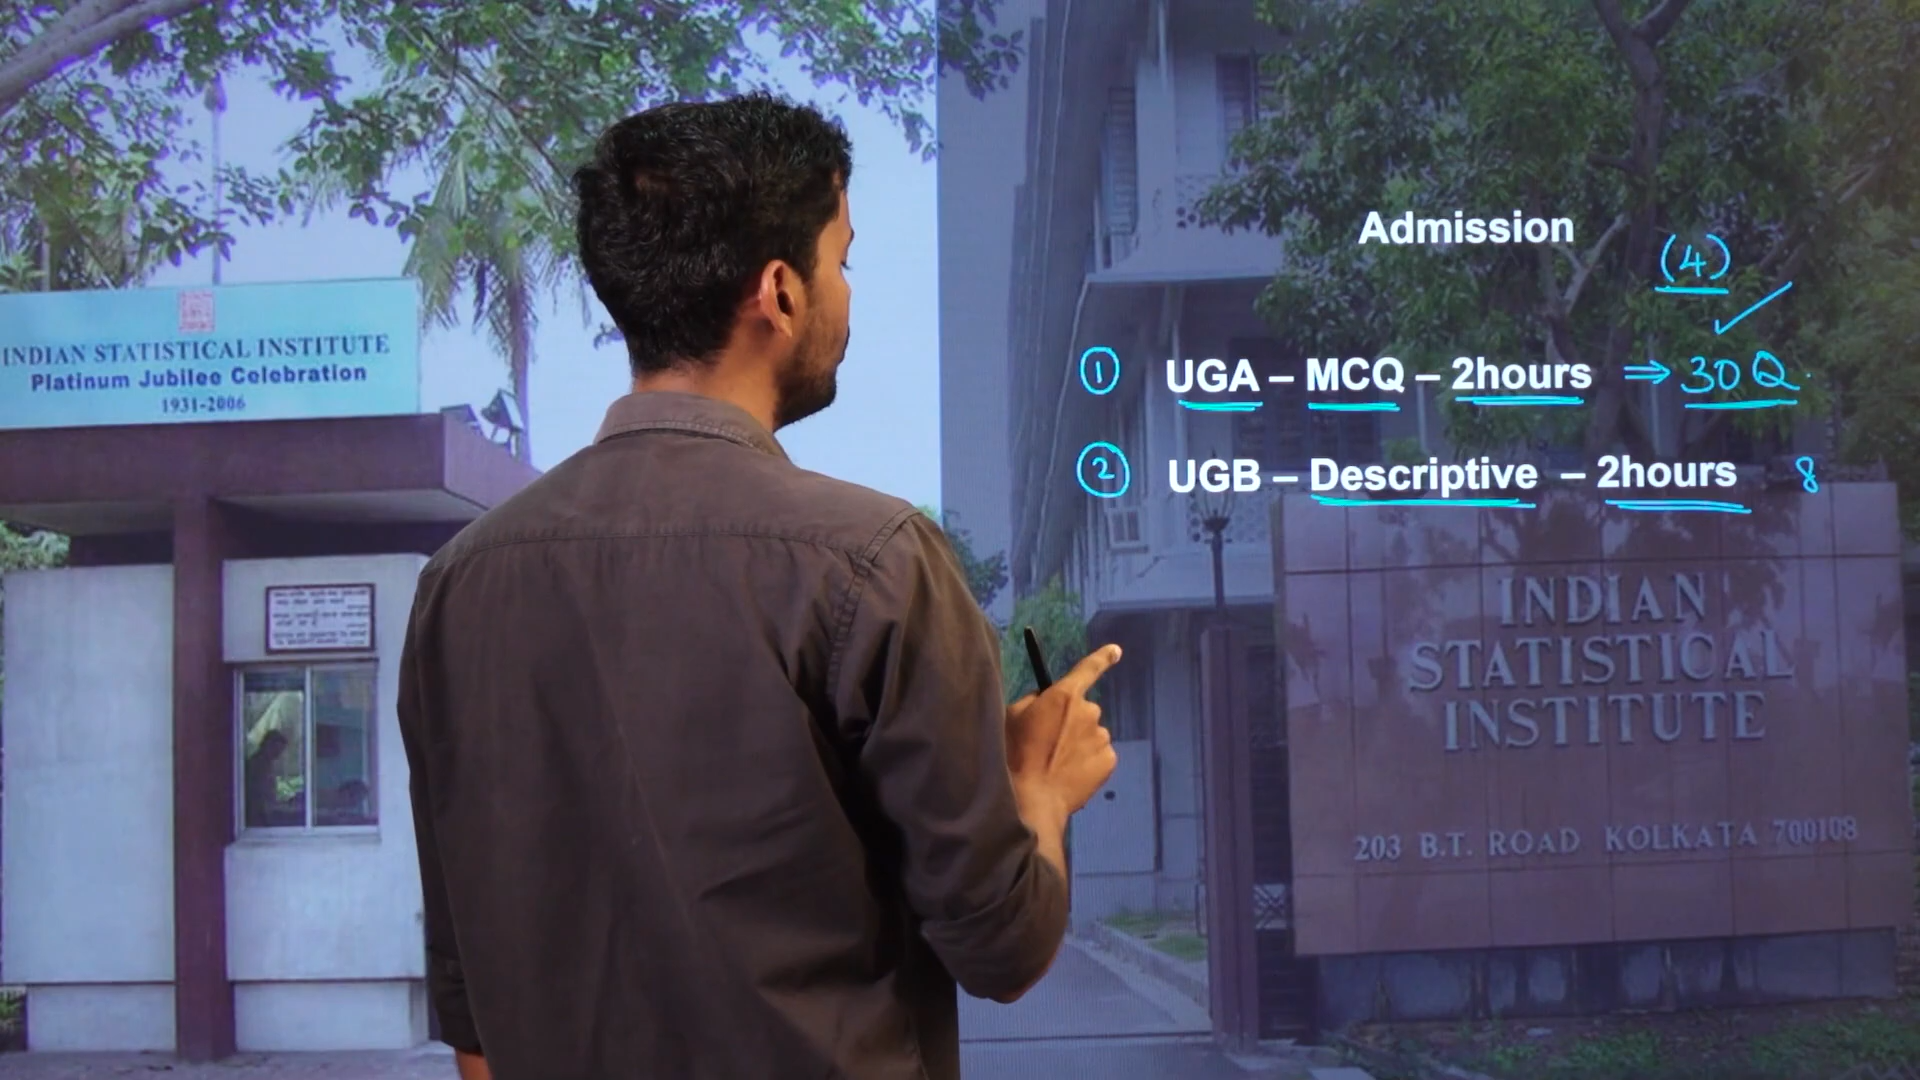 INDIAN STATISTICAL INSTITUTE
Platinum Jubilee Celebration
1931-2006
Admission
(4)
① UGA – MCQ – 2hours ⇒ 30 Q.
② UGB – Descriptive – 2hours 8
INDIAN
STATISTICAL
INSTITUTE
203 B.T. ROAD KOLKATA 700108